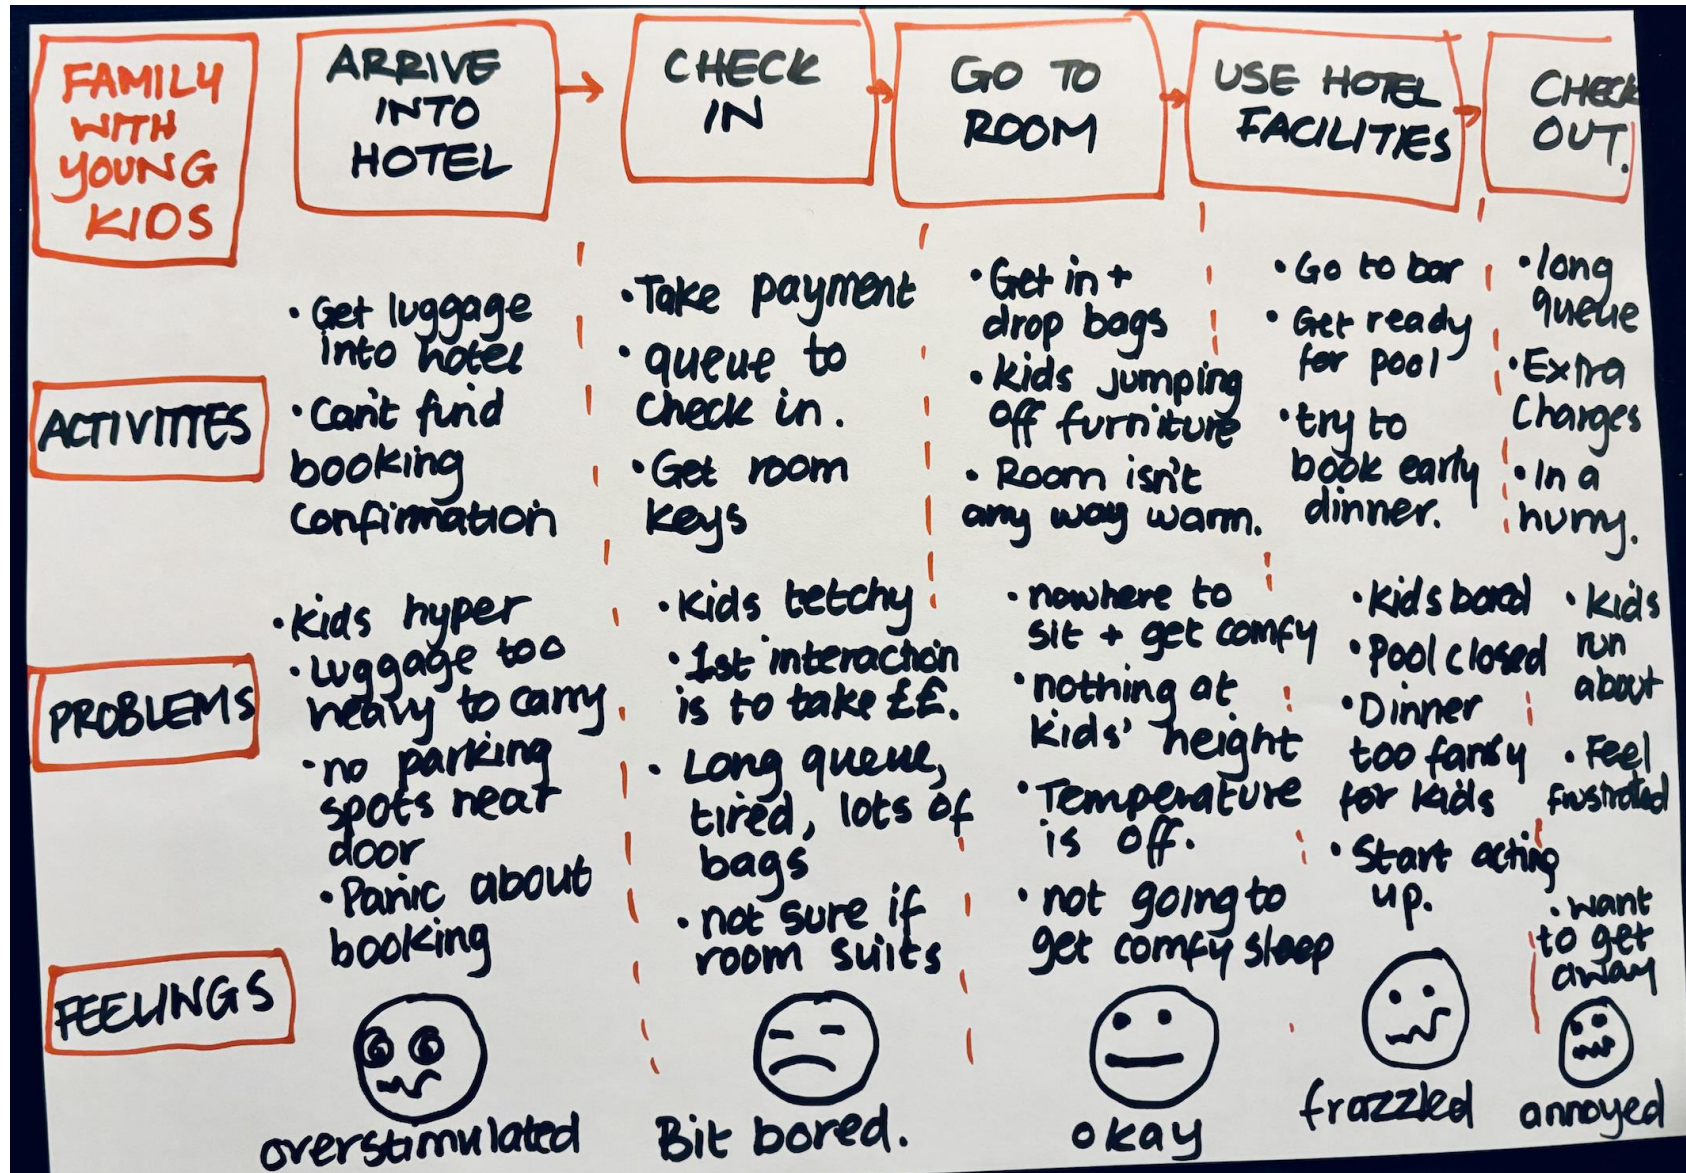 FAMILY
WITH
YOUNG
KIDS
ARRIVE
INTO
HOTEL
CHECK
IN
GO TO
ROOM
USE HOTEL
FACILITIES
CHECK
OUT.
ACTIVITIES
• Get luggage
into hotel
• Can't find
booking
confirmation
• Take payment
• queue to
check in.
• Get room
keys
• Get in +
drop bags
• kids jumping
off furniture
• Room isn't
any way warm.
• Go to bar
• Get ready
for pool
• try to
book early
dinner.
• long
queue
• Extra
charges
• In a
hurry.
PROBLEMS
• kids hyper
• luggage too
heavy to carry
• no parking
spots near
door
• Panic about
booking
• Kids tetchy
• 1st interaction
is to take ££.
• Long queue,
tired, lots of
bags
• not sure if
room suits
• nowhere to
sit + get comfy
• nothing at
kids' height
• Temperature
is off.
• not going to
get comfy sleep
• Kids bored
• Pool closed
• Dinner
too fansy
for kids
• Start acting
up.
• Kids
run
about
• Feel
frustrated
• want
to get
away
FEELINGS
overstimulated
Bit bored.
okay
frazzled
annoyed